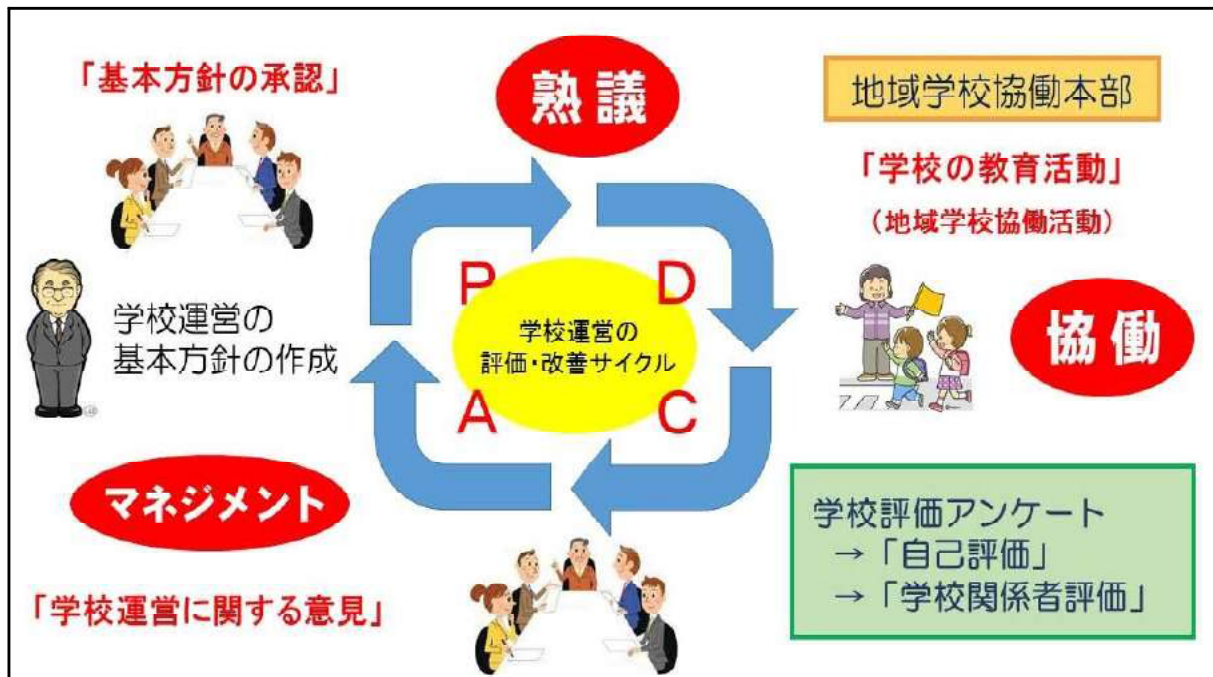 「基本方針の承認」
熟議
地域学校協働本部
「学校の教育活動」
(地域学校協働活動)
学校運営の
基本方針の作成
P
D
学校運営の
評価・改善サイクル
A
C
協働
マネジメント
「学校運営に関する意見」
学校評価アンケート
→「自己評価」
→「学校関係者評価」